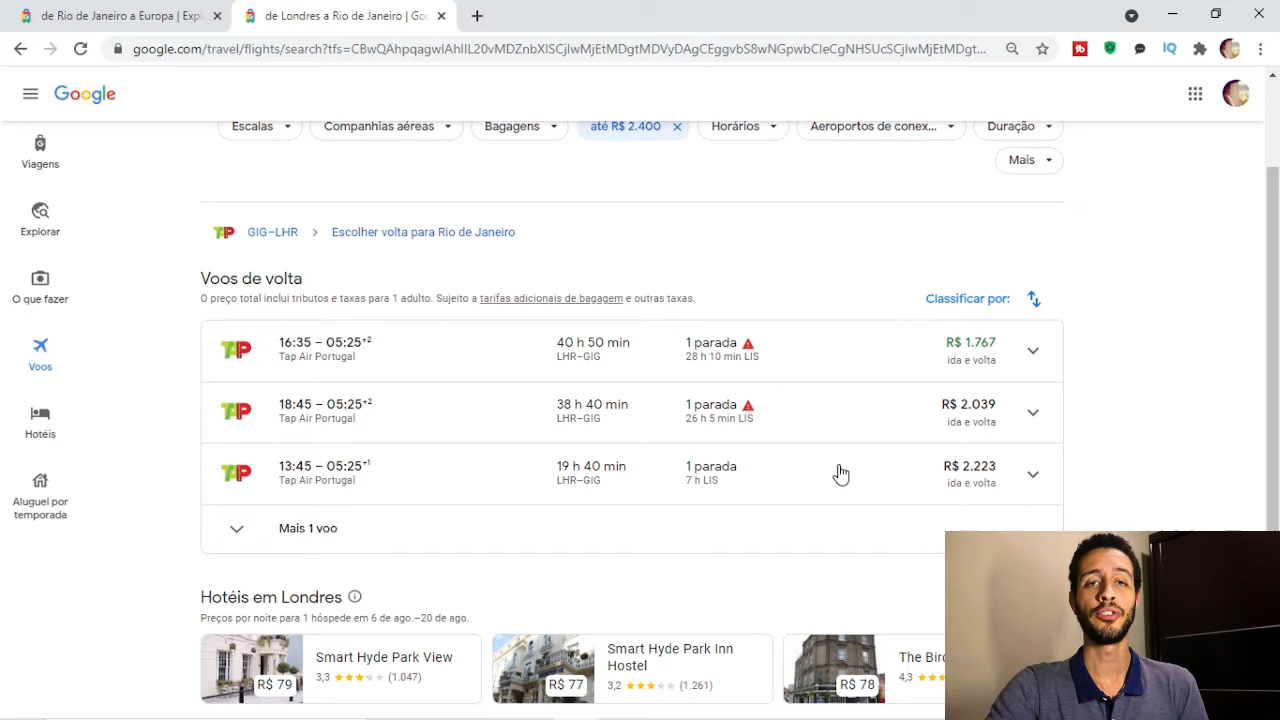 de Rio de Janeiro a Europa | Expl
de Londres a Rio de Janeiro | Go
google.com/travel/flights/search?tfs=CBwQAhpqagwIAhIIL20vMDZnbXISCjIwMjEtMDgtMDVyDAgCEggvbS8wNGpwbCIeCgNHSUcSCjIwMjEtMDgt...
IQ
Google
Escalas
Companhias aéreas
Bagagens
até R$ 2.400
Horários
Aeroportos de conex...
Duração
Mais
Viagens
Explorar
O que fazer
Voos
Hotéis
Aluguel por
temporada
TAP GIG–LHR > Escolher volta para Rio de Janeiro
Voos de volta
O preço total inclui tributos e taxas para 1 adulto. Sujeito a tarifas adicionais de bagagem e outras taxas.
Classificar por:
TAP 16:35 – 05:25+2 40 h 50 min 1 parada R$ 1.767
Tap Air Portugal LHR–GIG 28 h 10 min LIS ida e volta
TAP 18:45 – 05:25+2 38 h 40 min 1 parada R$ 2.039
Tap Air Portugal LHR–GIG 26 h 5 min LIS ida e volta
TAP 13:45 – 05:25+1 19 h 40 min 1 parada R$ 2.223
Tap Air Portugal LHR–GIG 7 h LIS ida e volta
Mais 1 voo
Hotéis em Londres
Preços por noite para 1 hóspede em 6 de ago.–20 de ago.
R$ 79
Smart Hyde Park View
3,3 (1.047)
R$ 77
Smart Hyde Park Inn
Hostel
3,2 (1.261)
R$ 78
The Bir
4,3